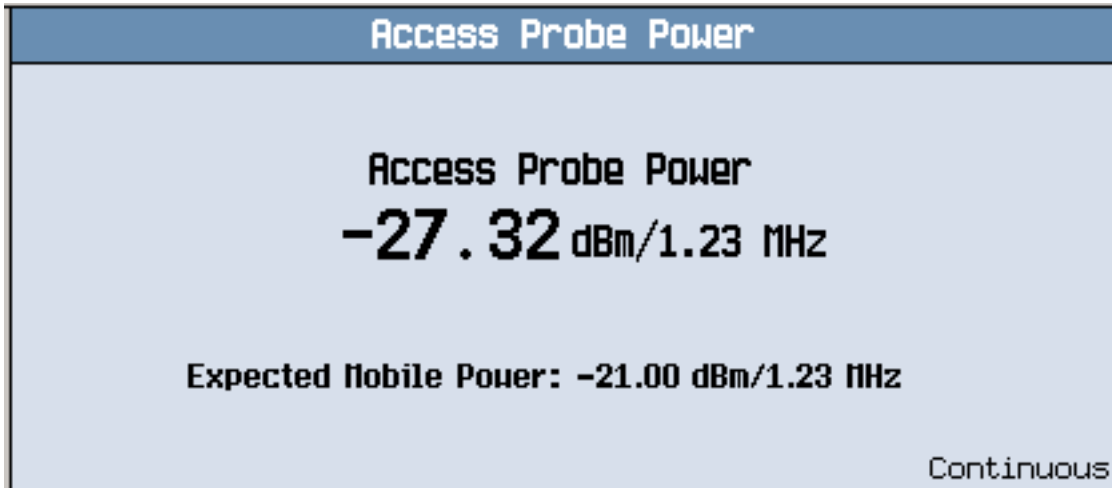 Access Probe Power
Access Probe Power
-27.32 dBm/1.23 MHz
Expected Mobile Power: -21.00 dBm/1.23 MHz
Continuous